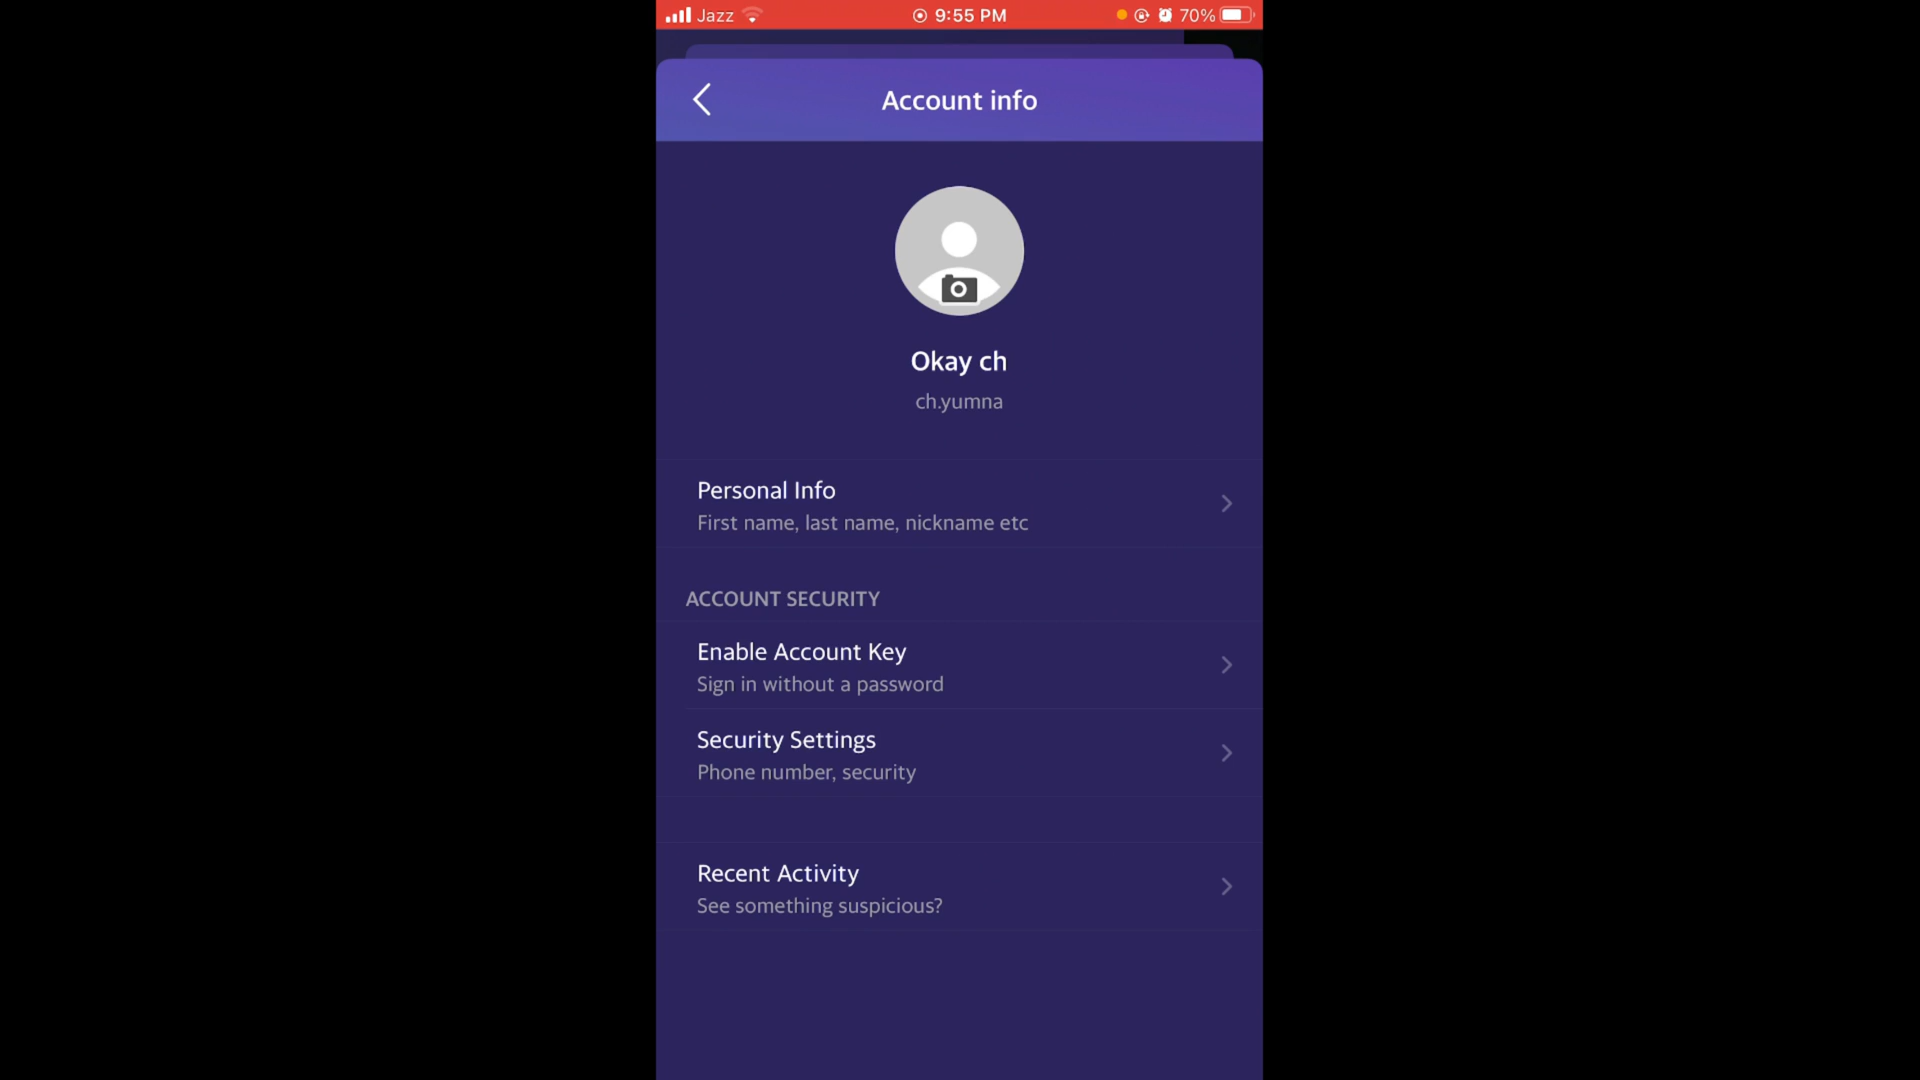 Jazz 9:55 PM 70%
Account info
Okay ch
ch.yumna
Personal Info
First name, last name, nickname etc
ACCOUNT SECURITY
Enable Account Key
Sign in without a password
Security Settings
Phone number, security
Recent Activity
See something suspicious?